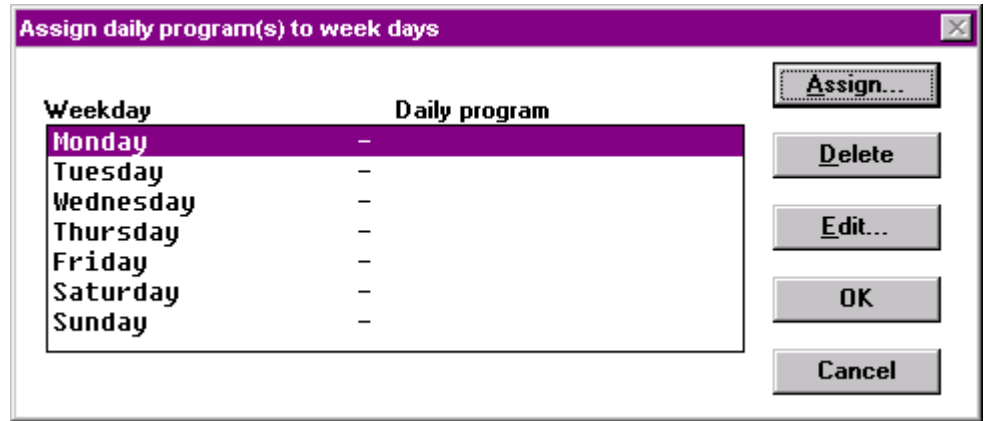 Assign daily program(s) to week days
Weekday Daily program
Monday –
Tuesday –
Wednesday –
Thursday –
Friday –
Saturday –
Sunday –
Assign...
Delete
Edit...
OK
Cancel